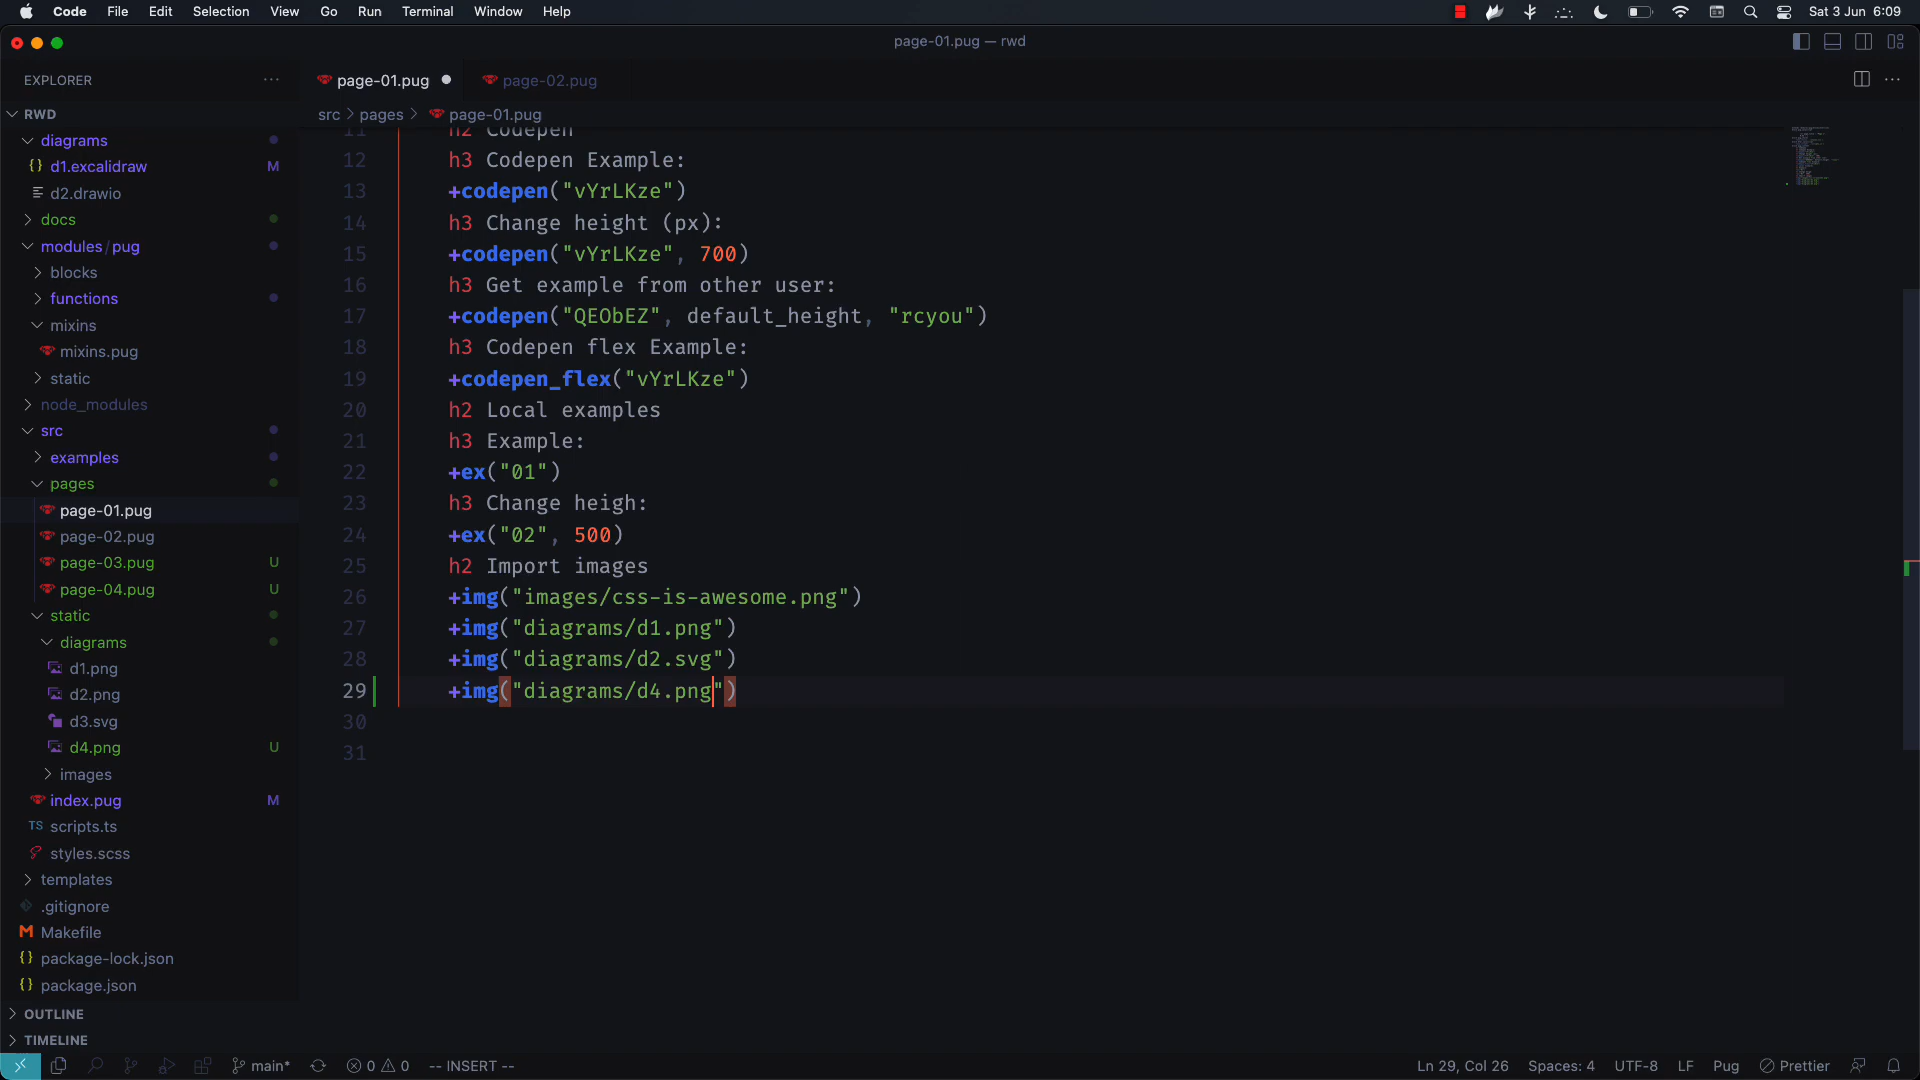 Code File Edit Selection View Go Run Terminal Window Help Sat 3 Jun 6:09
page-01.pug — rwd
EXPLORER
RWD
diagrams
d1.excalidraw M
d2.drawio
docs
modules/pug
blocks
functions
mixins
mixins.pug
static
node_modules
src
examples
pages
page-01.pug
page-02.pug
page-03.pug U
page-04.pug U
static
diagrams
d1.png
d2.png
d3.svg
d4.png U
images
index.pug M
TS scripts.ts
styles.scss
templates
.gitignore
Makefile
package-lock.json
package.json
OUTLINE
TIMELINE
page-01.pug page-02.pug
src > pages > page-01.pug
11 h2 Codepen
12 h3 Codepen Example:
13 +codepen("vYrLKze")
14 h3 Change height (px):
15 +codepen("vYrLKze", 700)
16 h3 Get example from other user:
17 +codepen("QEObEZ", default_height, "rcyou")
18 h3 Codepen flex Example:
19 +codepen_flex("vYrLKze")
20 h2 Local examples
21 h3 Example:
22 +ex("01")
23 h3 Change heigh:
24 +ex("02", 500)
25 h2 Import images
26 +img("images/css-is-awesome.png")
27 +img("diagrams/d1.png")
28 +img("diagrams/d2.svg")
29 +img("diagrams/d4.png")
30
31
main* 0 0 -- INSERT -- Ln 29, Col 26 Spaces: 4 UTF-8 LF Pug Prettier